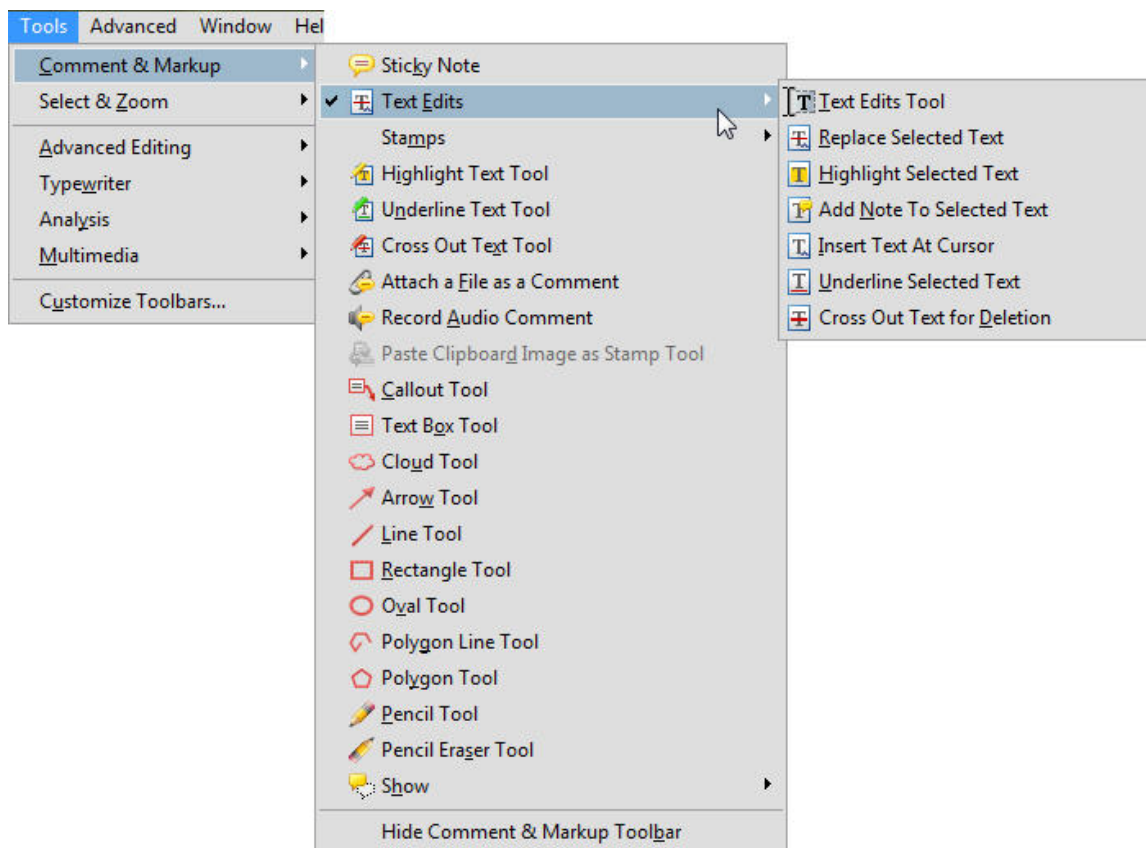 Tools Advanced Window Hel
Comment & Markup
Select & Zoom
Advanced Editing
Typewriter
Analysis
Multimedia
Customize Toolbars...
Sticky Note
Text Edits
Stamps
Highlight Text Tool
Underline Text Tool
Cross Out Text Tool
Attach a File as a Comment
Record Audio Comment
Paste Clipboard Image as Stamp Tool
Callout Tool
Text Box Tool
Cloud Tool
Arrow Tool
Line Tool
Rectangle Tool
Oval Tool
Polygon Line Tool
Polygon Tool
Pencil Tool
Pencil Eraser Tool
Show
Hide Comment & Markup Toolbar
Text Edits Tool
Replace Selected Text
Highlight Selected Text
Add Note To Selected Text
Insert Text At Cursor
Underline Selected Text
Cross Out Text for Deletion